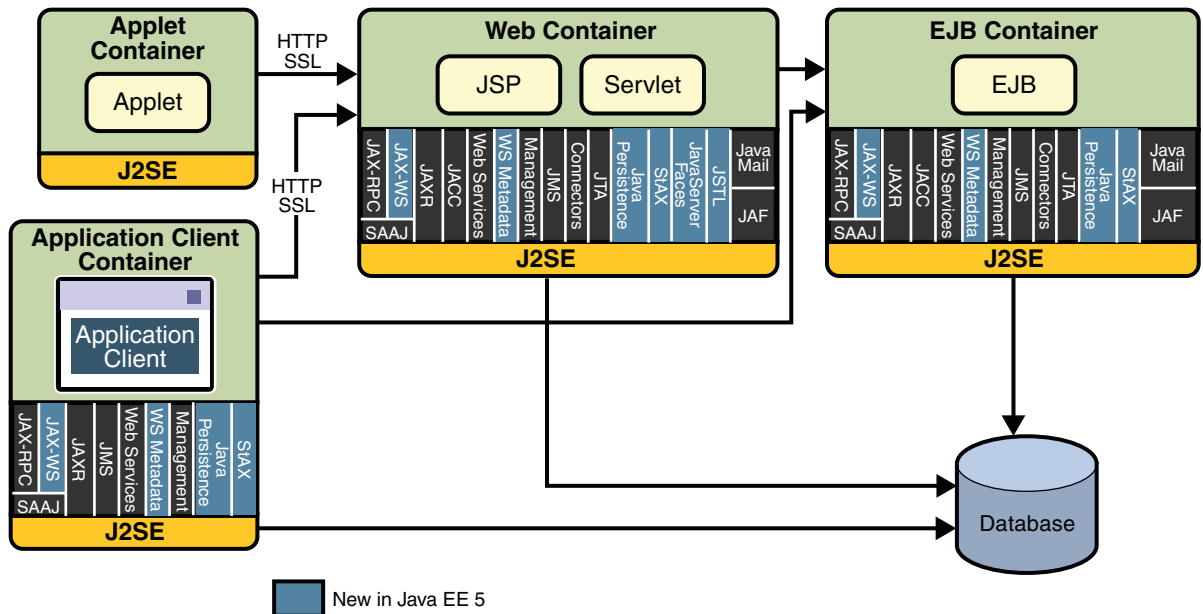 Applet
Container
Applet
J2SE
HTTP
SSL
HTTP
SSL
Web Container
JSP
Servlet
JAX-RPC
JAX-WS
SAAJ
JAXR
JACC
Web Services
WS Metadata
Management
JMS
Connectors
JTA
Java
Persistence
StAX
JavaServer
Faces
JSTL
Java
Mail
JAF
J2SE
EJB Container
EJB
JAX-RPC
JAX-WS
SAAJ
JAXR
JACC
Web Services
WS Metadata
Management
JMS
Connectors
JTA
Java
Persistence
StAX
Java
Mail
JAF
J2SE
Application Client
Container
Application
Client
JAX-RPC
JAX-WS
SAAJ
JAXR
JMS
Web Services
WS Metadata
Management
Java
Persistence
StAX
J2SE
Database
New in Java EE 5